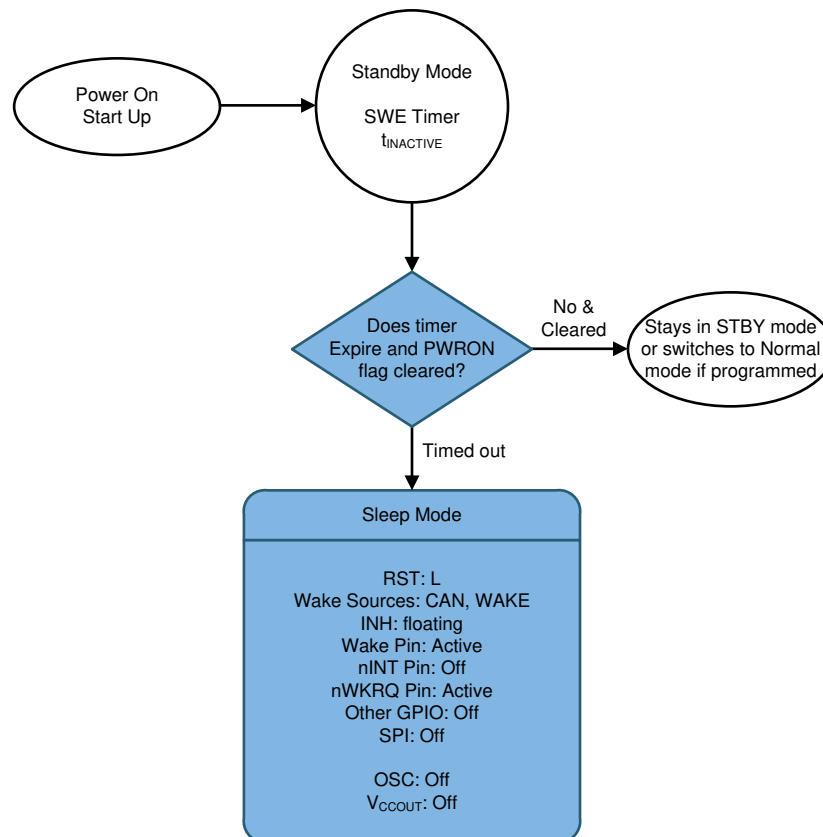 Power On
Start Up
Standby Mode
SWE Timer
tINACTIVE
Does timer
Expire and PWRON
flag cleared?
No &
Cleared
Stays in STBY mode
or switches to Normal
mode if programmed
Timed out
Sleep Mode
RST: L
Wake Sources: CAN, WAKE
INH: floating
Wake Pin: Active
nINT Pin: Off
nWKRQ Pin: Active
Other GPIO: Off
SPI: Off
OSC: Off
VCCOUT: Off